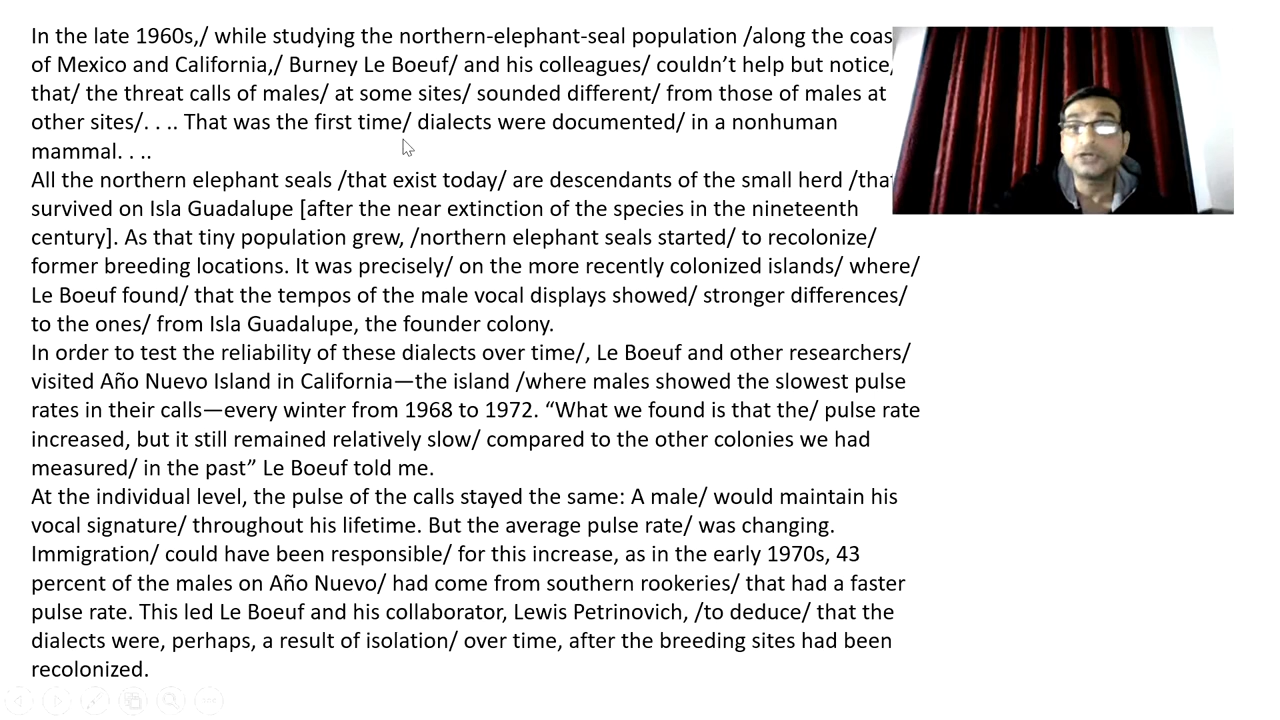 In the late 1960s,/ while studying the northern-elephant-seal population /along the coas
of Mexico and California,/ Burney Le Boeuf/ and his colleagues/ couldn’t help but notice,
that/ the threat calls of males/ at some sites/ sounded different/ from those of males at
other sites/. . .. That was the first time/ dialects were documented/ in a nonhuman
mammal. . ..
All the northern elephant seals /that exist today/ are descendants of the small herd /that
survived on Isla Guadalupe [after the near extinction of the species in the nineteenth
century]. As that tiny population grew, /northern elephant seals started/ to recolonize/
former breeding locations. It was precisely/ on the more recently colonized islands/ where/
Le Boeuf found/ that the tempos of the male vocal displays showed/ stronger differences/
to the ones/ from Isla Guadalupe, the founder colony.
In order to test the reliability of these dialects over time/, Le Boeuf and other researchers/
visited Año Nuevo Island in California—the island /where males showed the slowest pulse
rates in their calls—every winter from 1968 to 1972. “What we found is that the/ pulse rate
increased, but it still remained relatively slow/ compared to the other colonies we had
measured/ in the past” Le Boeuf told me.
At the individual level, the pulse of the calls stayed the same: A male/ would maintain his
vocal signature/ throughout his lifetime. But the average pulse rate/ was changing.
Immigration/ could have been responsible/ for this increase, as in the early 1970s, 43
percent of the males on Año Nuevo/ had come from southern rookeries/ that had a faster
pulse rate. This led Le Boeuf and his collaborator, Lewis Petrinovich, /to deduce/ that the
dialects were, perhaps, a result of isolation/ over time, after the breeding sites had been
recolonized.